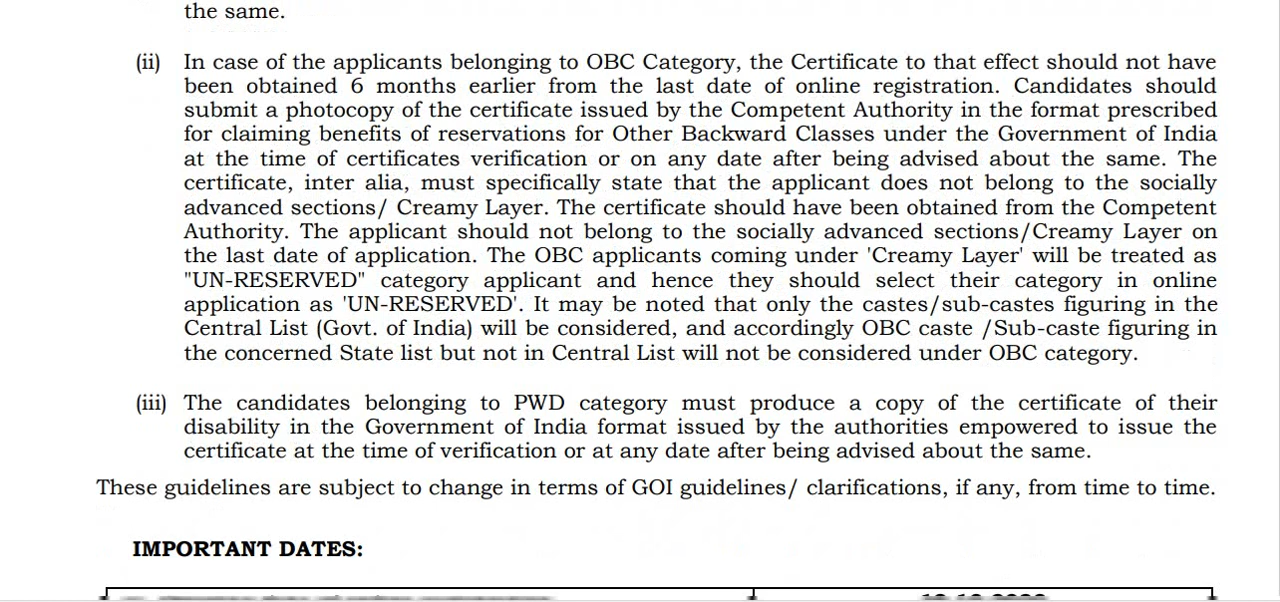 the same.
(ii) In case of the applicants belonging to OBC Category, the Certificate to that effect should not have
been obtained 6 months earlier from the last date of online registration. Candidates should
submit a photocopy of the certificate issued by the Competent Authority in the format prescribed
for claiming benefits of reservations for Other Backward Classes under the Government of India
at the time of certificates verification or on any date after being advised about the same. The
certificate, inter alia, must specifically state that the applicant does not belong to the socially
advanced sections/ Creamy Layer. The certificate should have been obtained from the Competent
Authority. The applicant should not belong to the socially advanced sections/Creamy Layer on
the last date of application. The OBC applicants coming under 'Creamy Layer' will be treated as
"UN-RESERVED" category applicant and hence they should select their category in online
application as 'UN-RESERVED'. It may be noted that only the castes/sub-castes figuring in the
Central List (Govt. of India) will be considered, and accordingly OBC caste /Sub-caste figuring in
the concerned State list but not in Central List will not be considered under OBC category.
(iii) The candidates belonging to PWD category must produce a copy of the certificate of their
disability in the Government of India format issued by the authorities empowered to issue the
certificate at the time of verification or at any date after being advised about the same.
These guidelines are subject to change in terms of GOI guidelines/ clarifications, if any, from time to time.
IMPORTANT DATES: